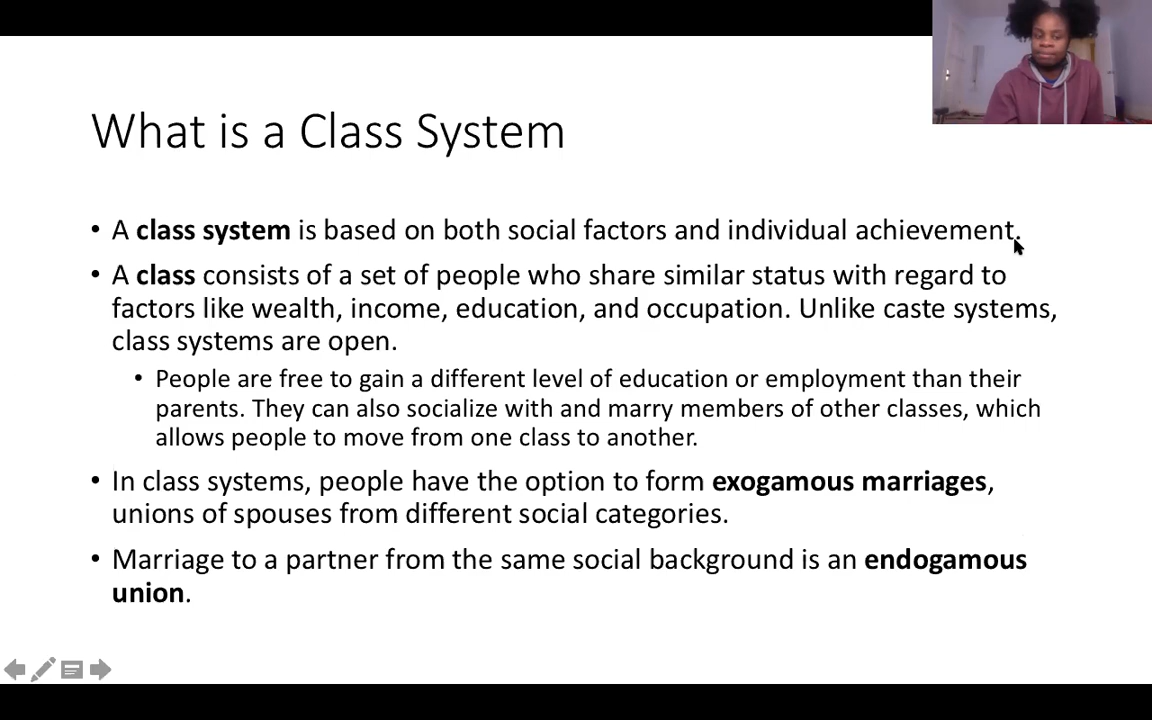 What is a Class System
• A class system is based on both social factors and individual achievement.
• A class consists of a set of people who share similar status with regard to
factors like wealth, income, education, and occupation. Unlike caste systems,
class systems are open.
• People are free to gain a different level of education or employment than their
parents. They can also socialize with and marry members of other classes, which
allows people to move from one class to another.
• In class systems, people have the option to form exogamous marriages,
unions of spouses from different social categories.
• Marriage to a partner from the same social background is an endogamous
union.